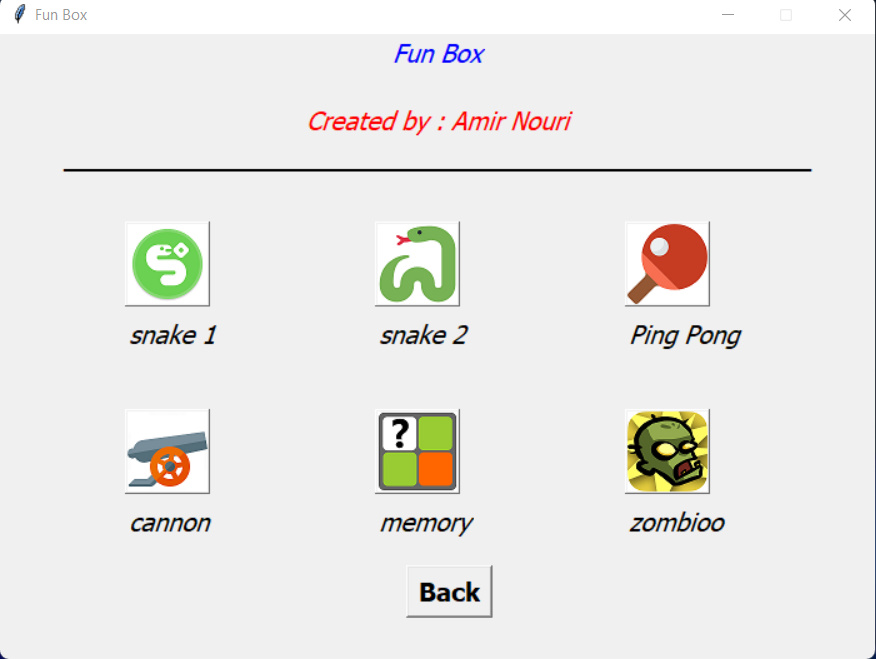 Fun Box
Fun Box
Created by : Amir Nouri
snake 1
snake 2
Ping Pong
?
cannon
memory
zombioo
Back